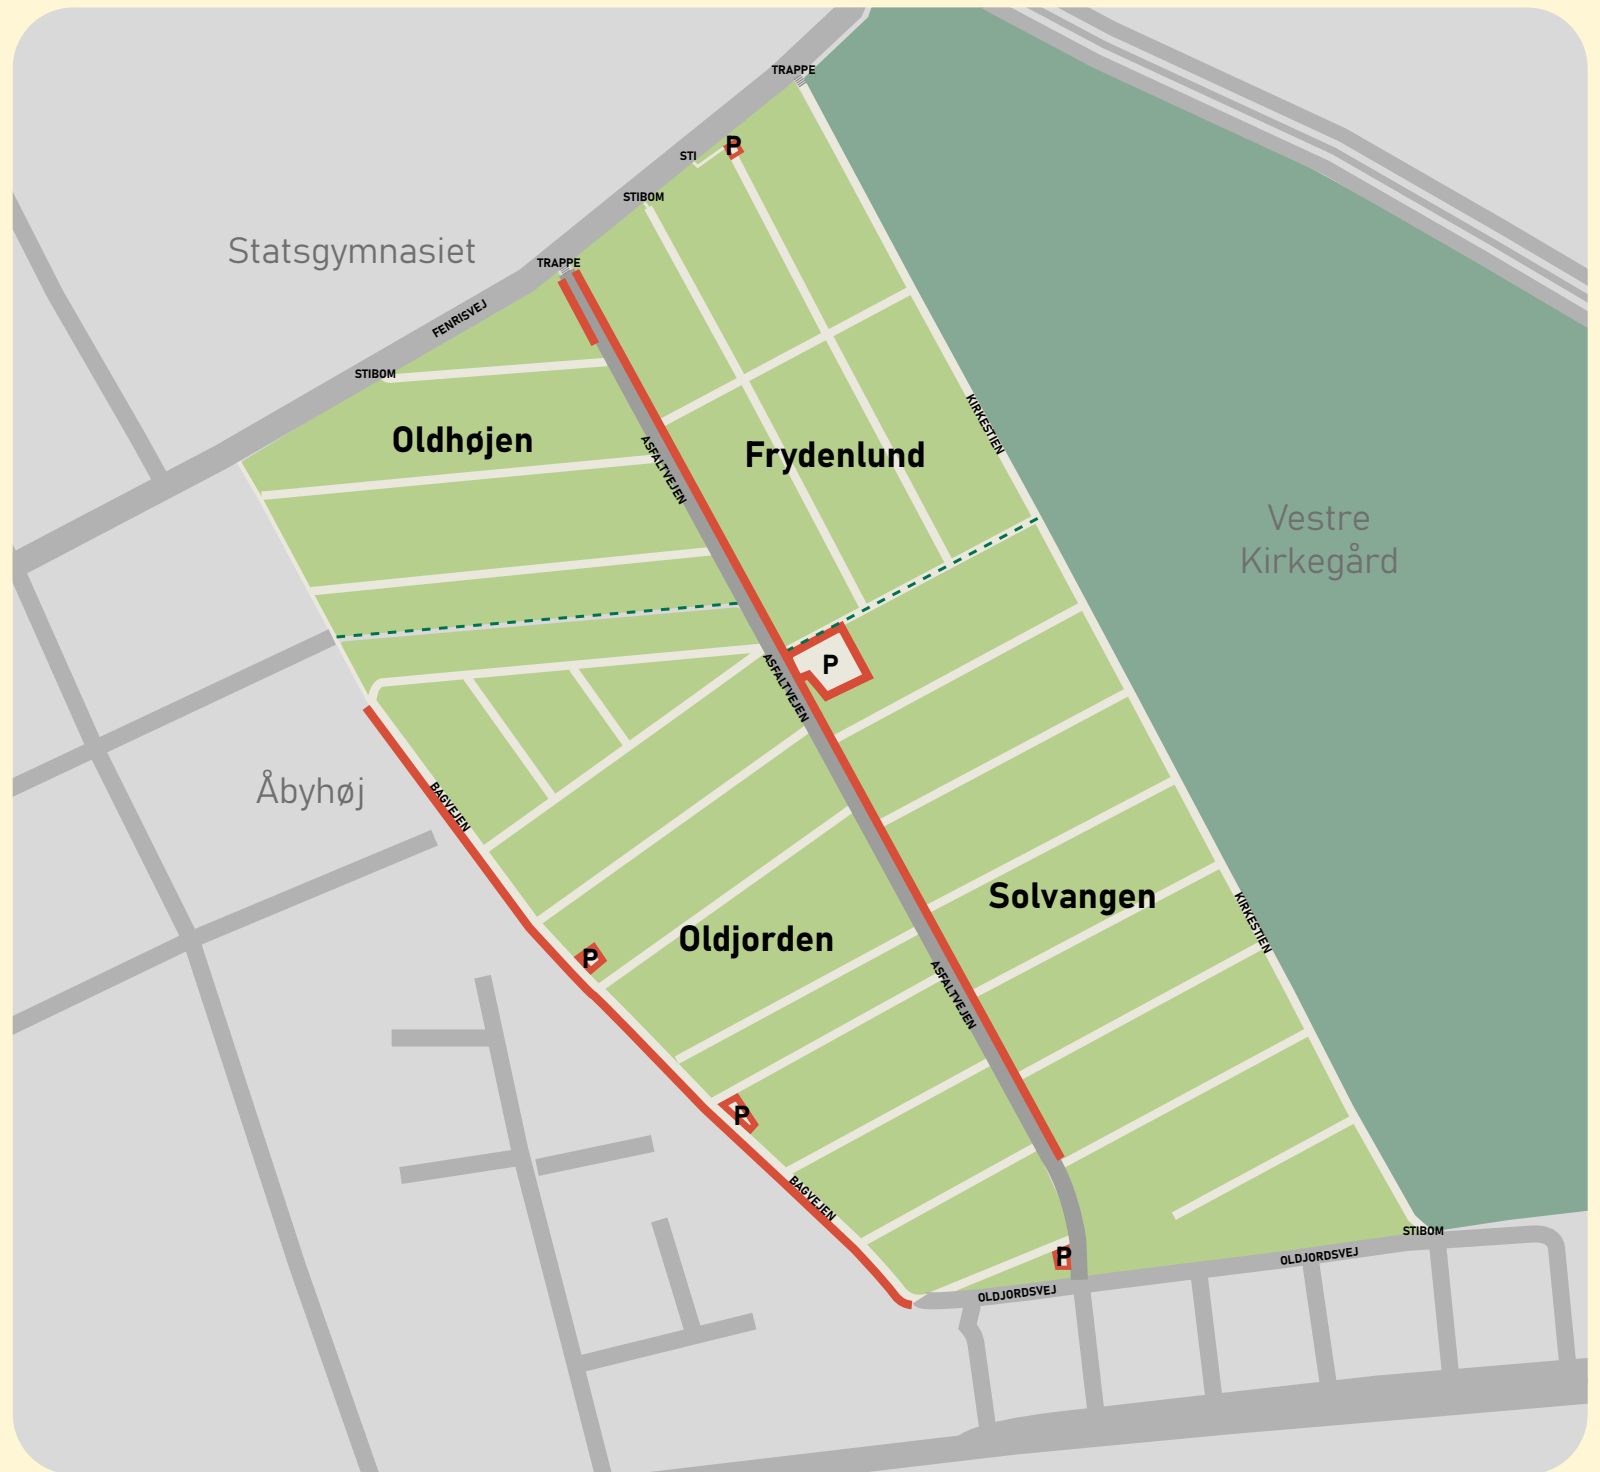 TRAPPE
P
STI
STIBOM
Statsgymnasiet
TRAPPE
FENRISVEJ
STIBOM
KIRKESTIEN
Oldhøjen
Frydenlund
ASFALTVEJEN
Vestre
Kirkegård
P
ASFALTVEJEN
Åbyhøj
BAGVEJEN
Solvangen
KIRKESTIEN
Oldjorden
P
ASFALTVEJEN
P
BAGVEJEN
STIBOM
P
OLDJORDSVEJ
OLDJORDSVEJ